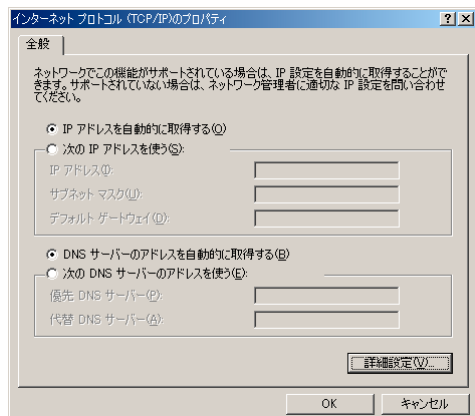 インターネット プロトコル (TCP/IP)のプロパティ
全般
ネットワークでこの機能がサポートされている場合は、IP 設定を自動的に取得することがで
きます。サポートされていない場合は、ネットワーク管理者に適切な IP 設定を問い合わせ
てください。
IP アドレスを自動的に取得する(O)
次の IP アドレスを使う(S):
IP アドレス(I):
サブネット マスク(U):
デフォルト ゲートウェイ(D):
DNS サーバーのアドレスを自動的に取得する(B)
次の DNS サーバーのアドレスを使う(E):
優先 DNS サーバー(P):
代替 DNS サーバー(A):
詳細設定(V)...
OK
キャンセル